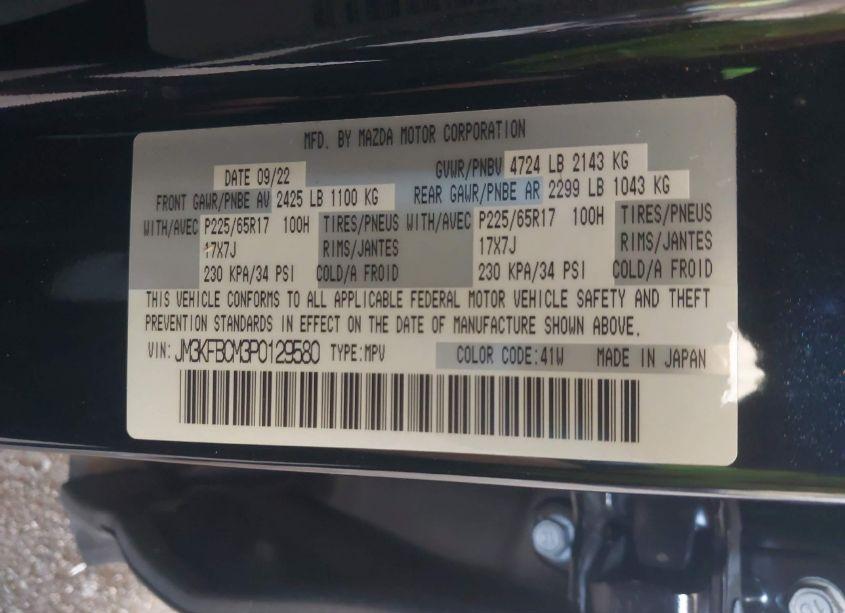 MFD. BY MAZDA MOTOR CORPORATION
DATE 09/22 GVWR/PNBV 4724 LB 2143 KG
FRONT GAWR/PNBE AV 2425 LB 1100 KG REAR GAWR/PNBE AR 2299 LB 1043 KG
WITH/AVEC P225/65R17 100H TIRES/PNEUS WITH/AVEC P225/65R17 100H TIRES/PNEUS
17X7J RIMS/JANTES 17X7J RIMS/JANTES
230 KPA/34 PSI COLD/A FROID 230 KPA/34 PSI COLD/A FROID
THIS VEHICLE CONFORMS TO ALL APPLICABLE FEDERAL MOTOR VEHICLE SAFETY AND THEFT
PREVENTION STANDARDS IN EFFECT ON THE DATE OF MANUFACTURE SHOWN ABOVE.
VIN: JM3KFBCM3P0129580 TYPE:MPV COLOR CODE:41W MADE IN JAPAN